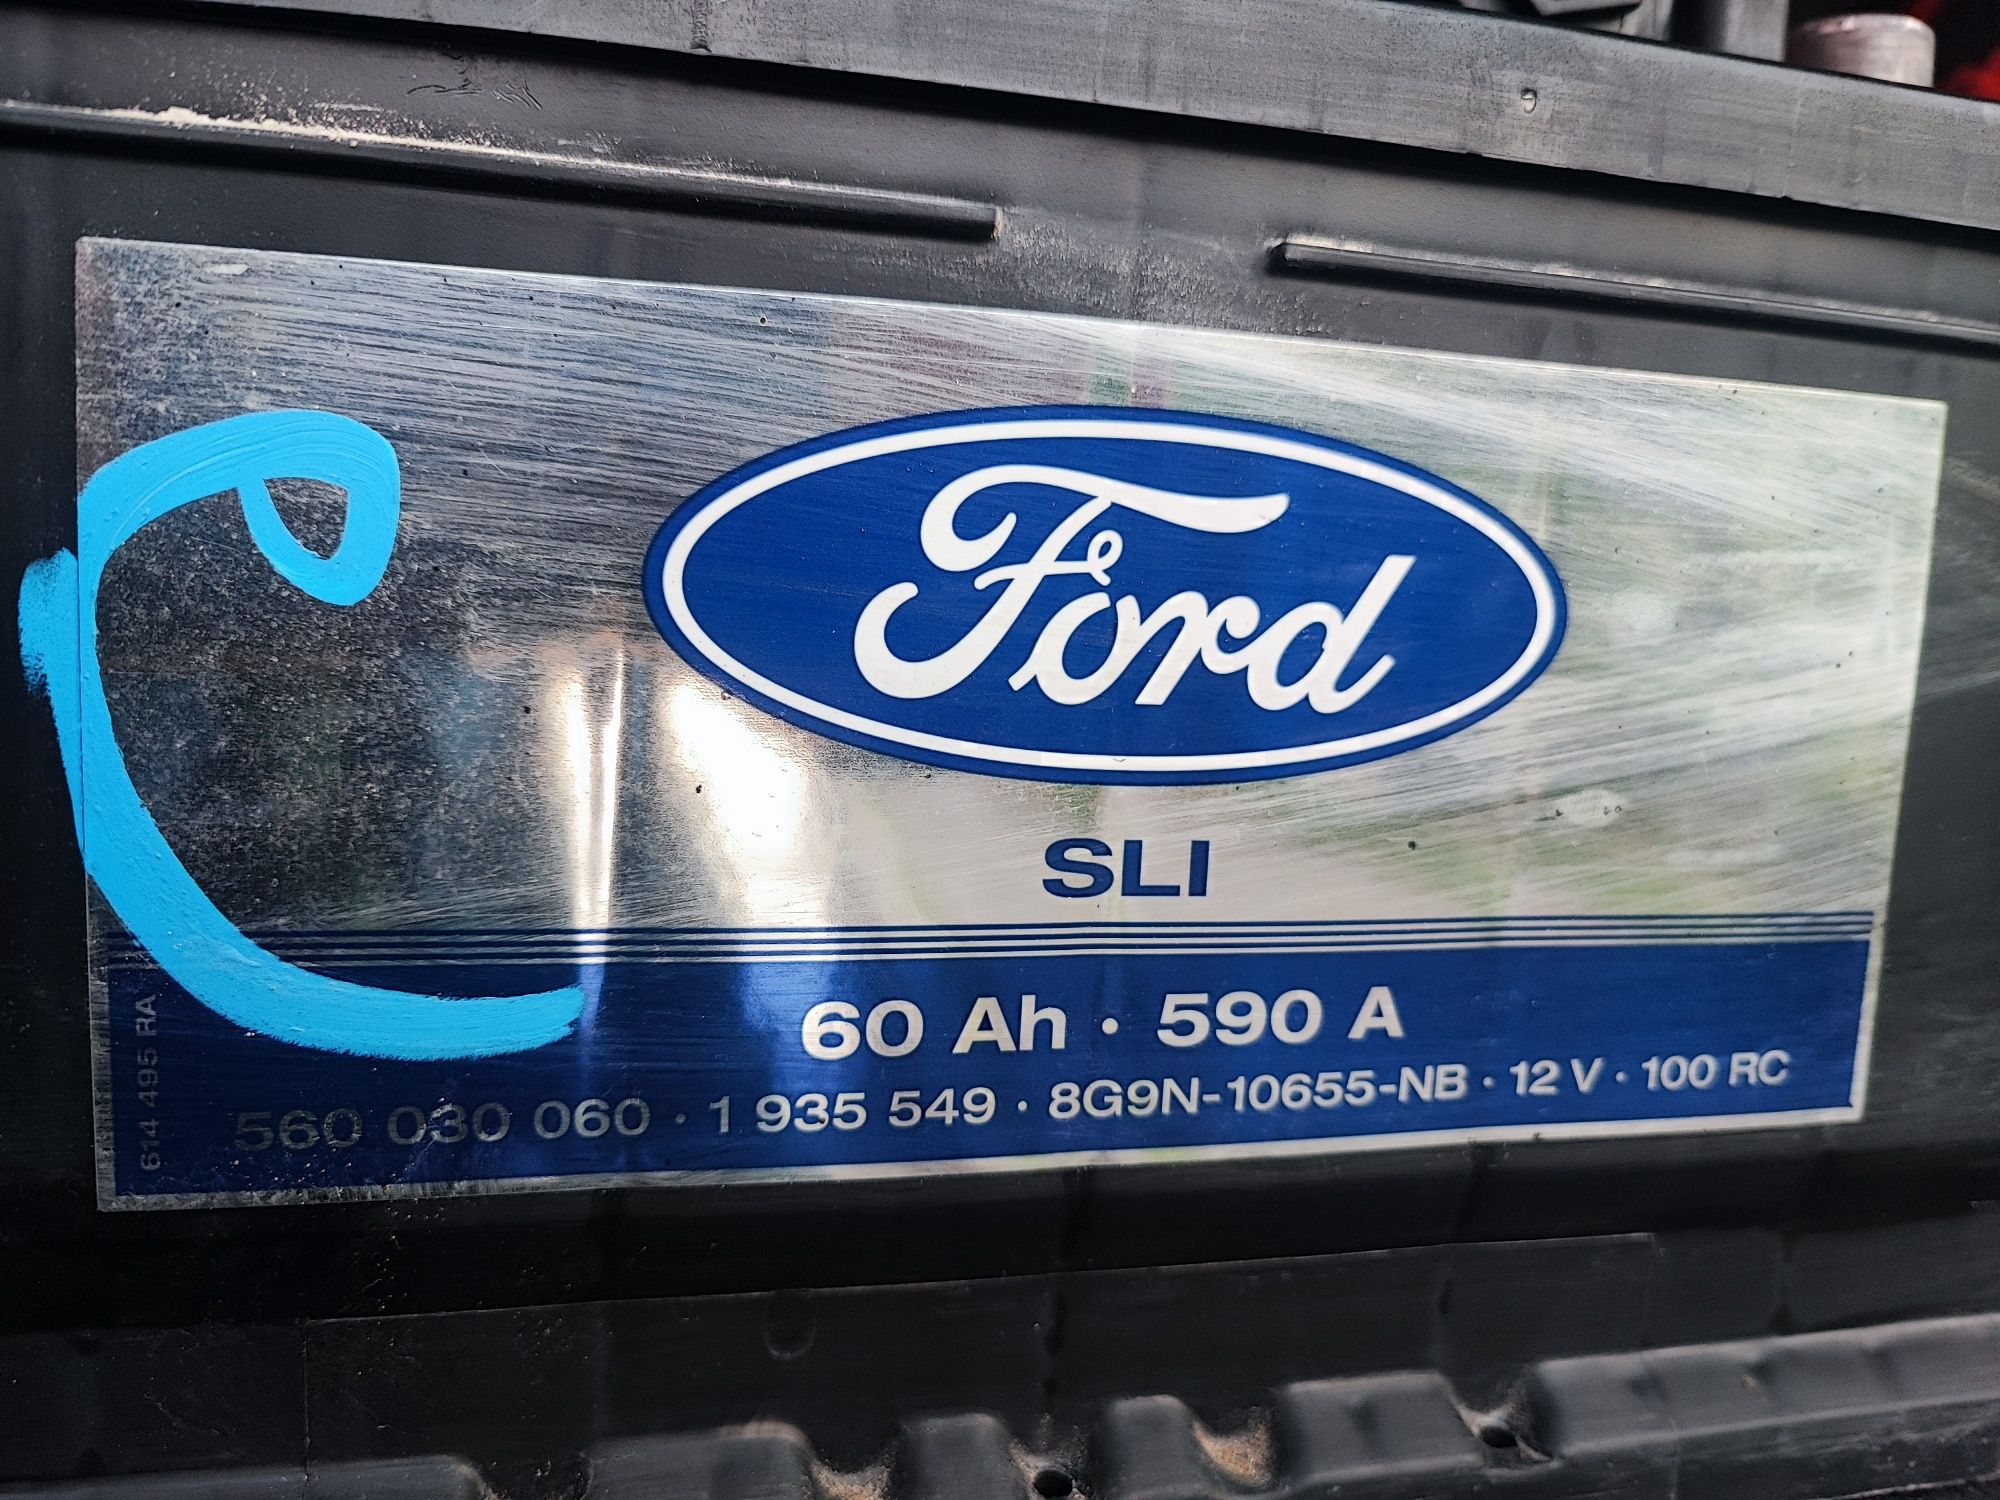 Ford
SLI
60 Ah · 590 A
560 030 060 · 1 935 549 · 8G9N-10655-NB · 12 V · 100 RC
614 495 RA